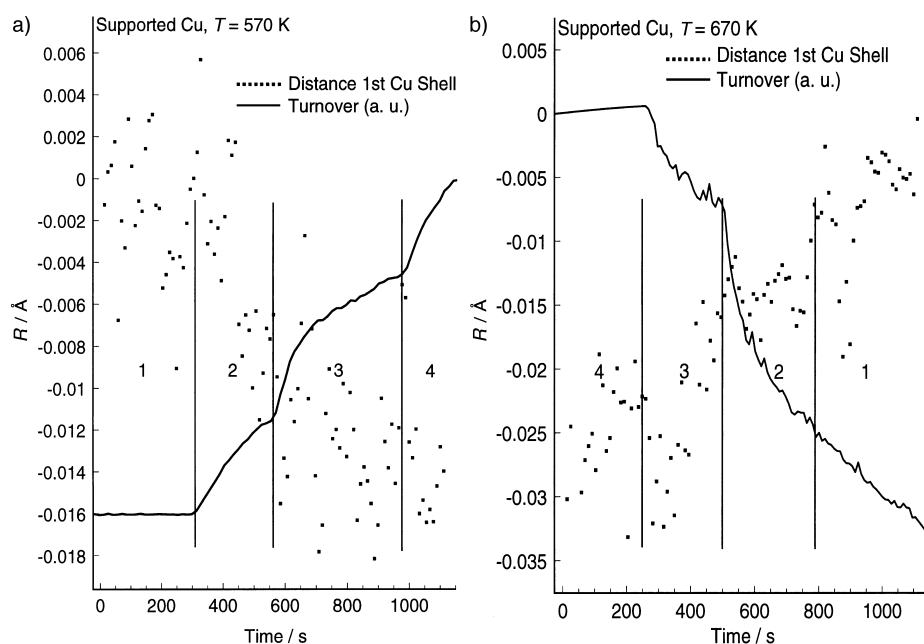 a)
Supported Cu, T = 570 K
Distance 1st Cu Shell
Turnover (a. u.)
0.006
0.004
0.002
0
-0.002
-0.004
-0.006
-0.008
-0.01
-0.012
-0.014
-0.016
-0.018
R / Å
1 2 3 4
0 200 400 600 800 1000
Time / s
b)
Supported Cu, T = 670 K
Distance 1st Cu Shell
Turnover (a. u.)
0.005
0
-0.005
-0.01
-0.015
-0.02
-0.025
-0.03
-0.035
R / Å
4 3 2 1
0 200 400 600 800 1000
Time / s